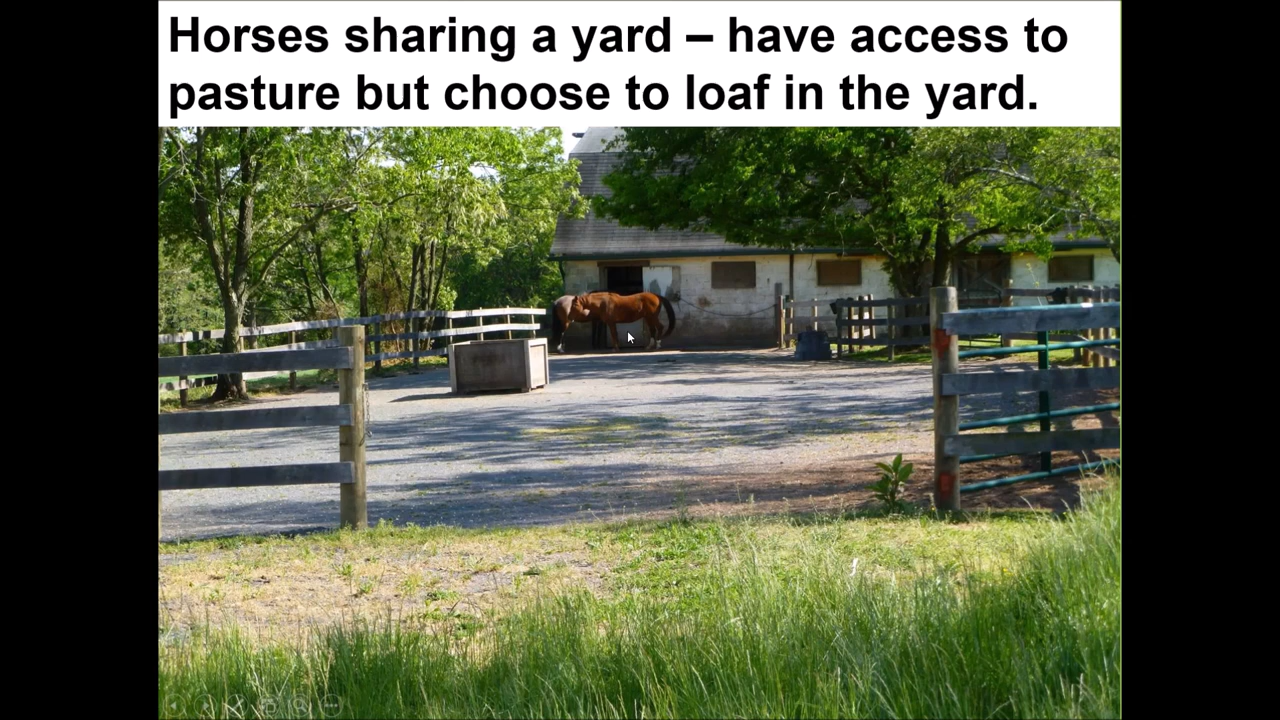 Horses sharing a yard – have access to
pasture but choose to loaf in the yard.